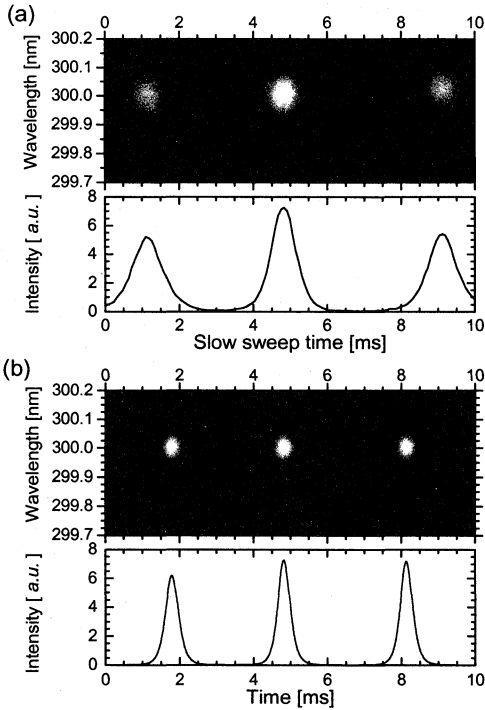 (a)
0 2 4 6 8 10
300.2
300.1
300.0
299.9
299.8
299.7
Wavelength [nm]
8
6
4
2
0
Intensity [ a.u. ]
0 2 4 6 8 10
Slow sweep time [ms]
(b)
0 2 4 6 8 10
300.2
300.1
300.0
299.9
299.8
299.7
Wavelength [nm]
8
6
4
2
0
Intensity [ a.u. ]
0 2 4 6 8 10
Time [ms]